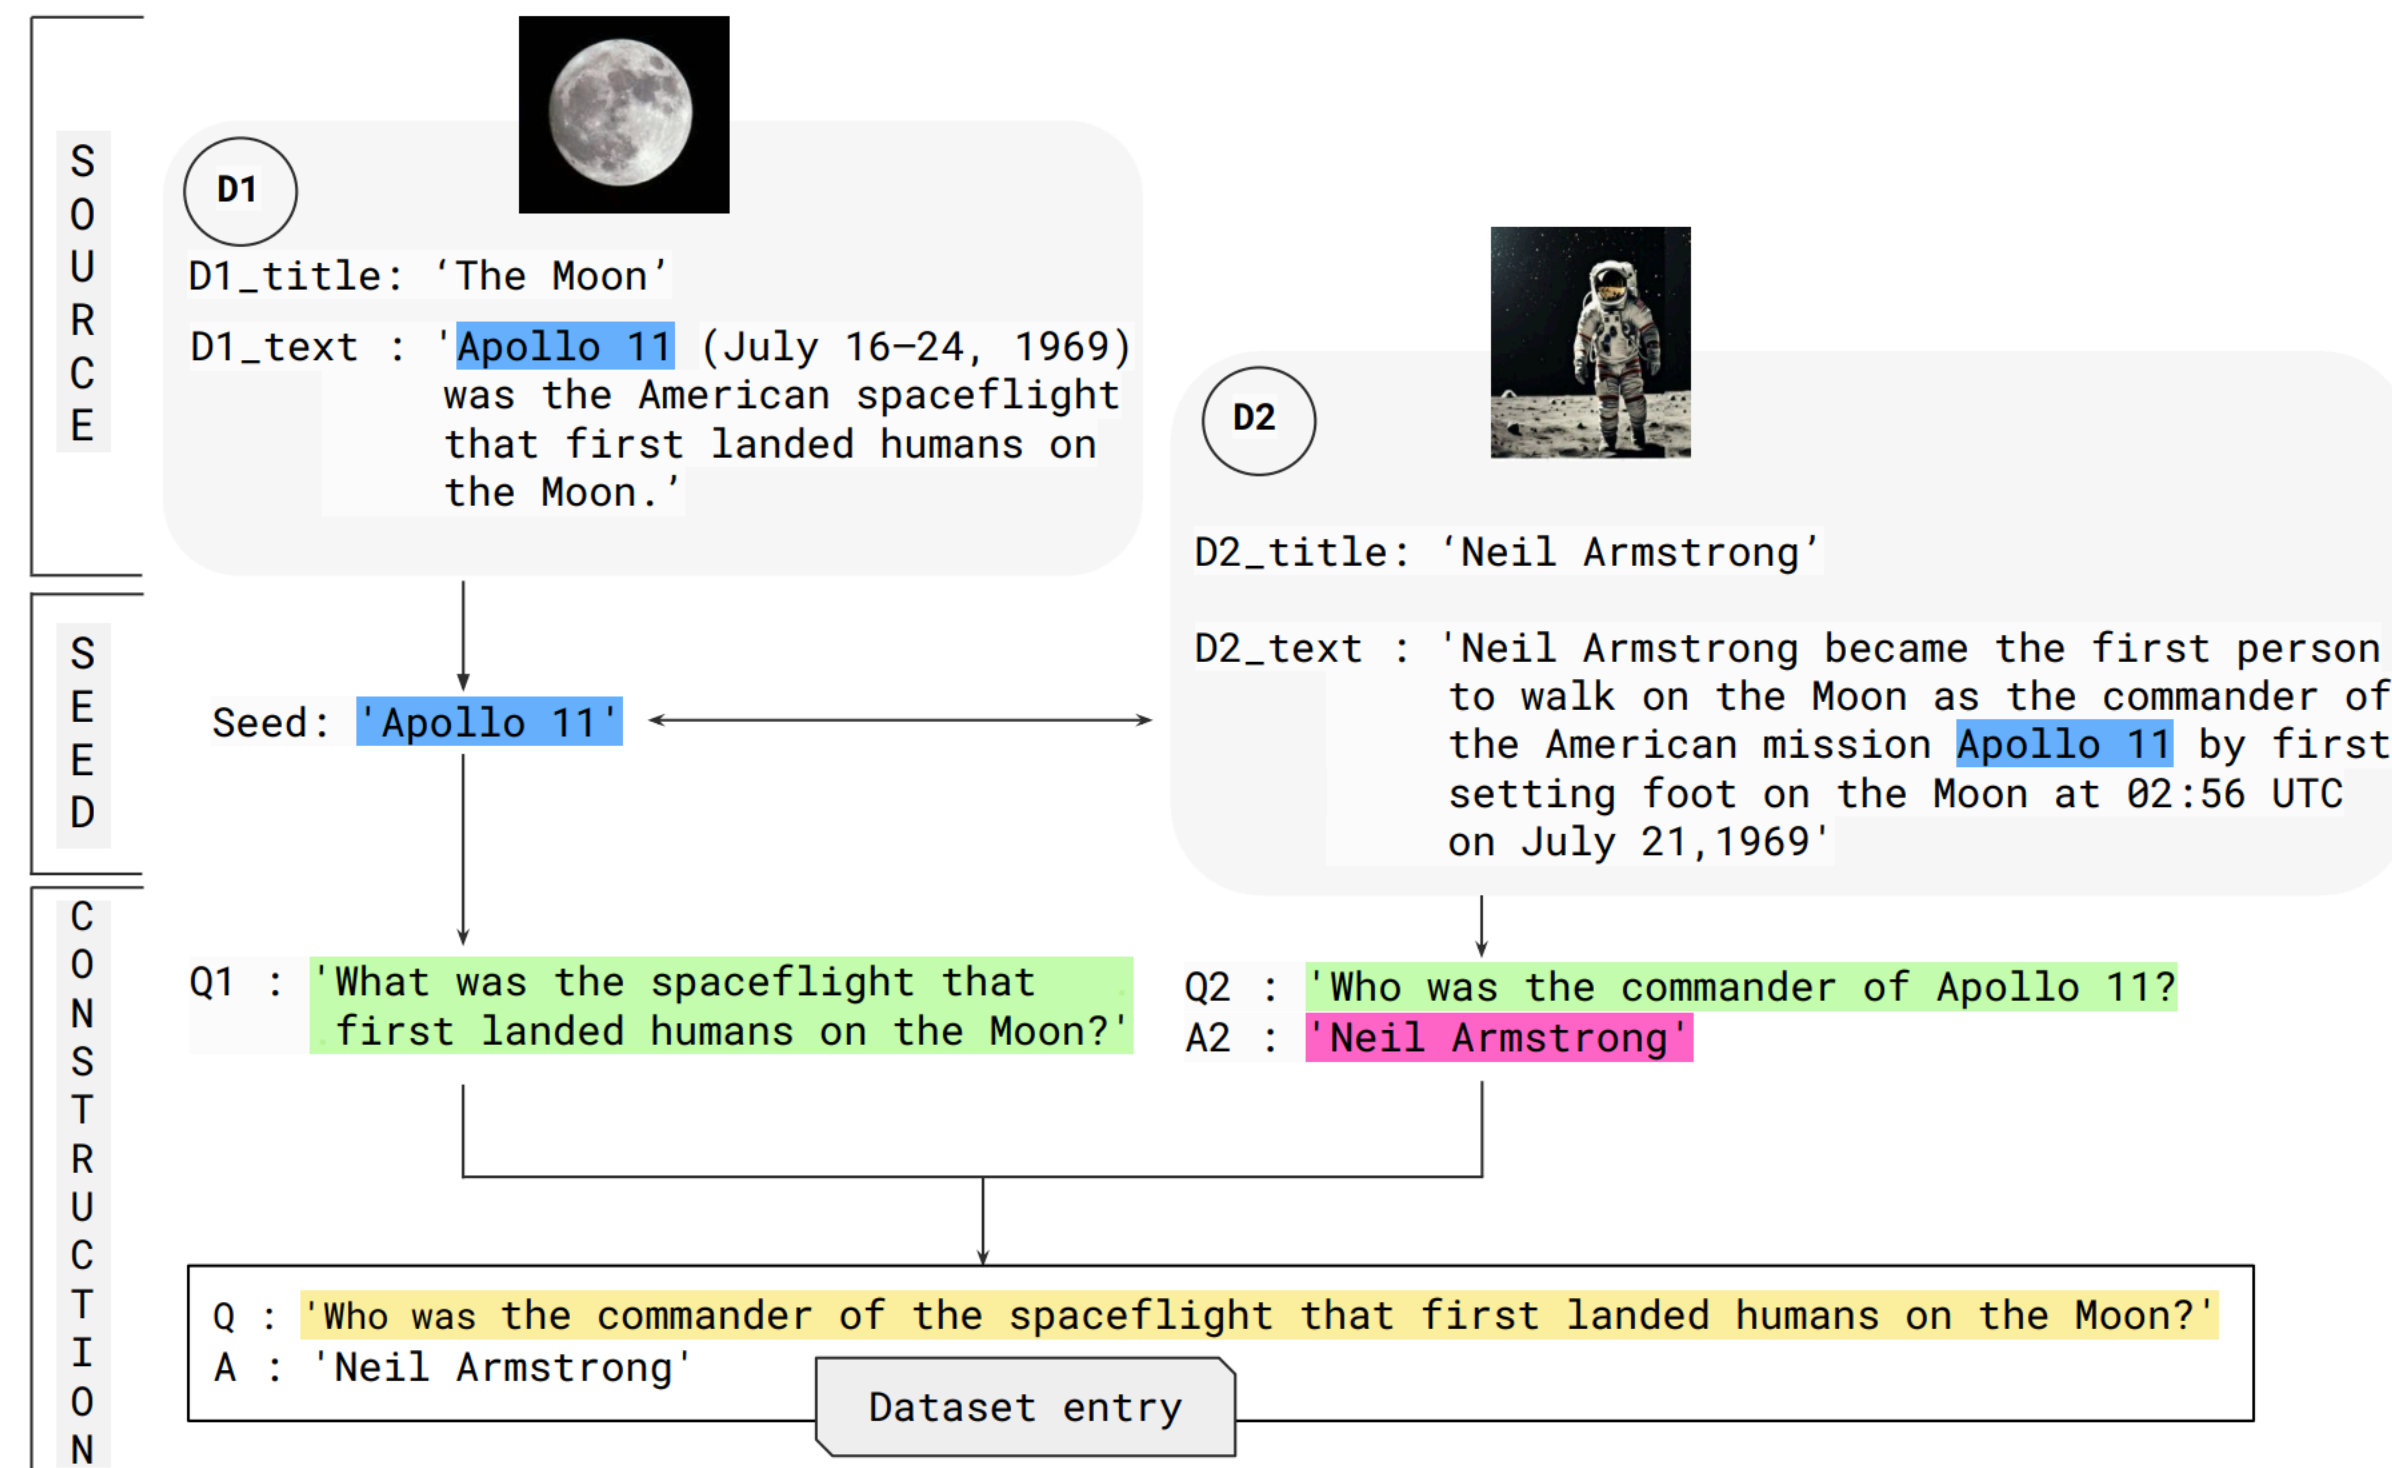 SOURCE
D1
D1_title: ‘The Moon’
D1_text : 'Apollo 11 (July 16–24, 1969)
was the American spaceflight
that first landed humans on
the Moon.’
D2
D2_title: ‘Neil Armstrong’
D2_text : 'Neil Armstrong became the first person
to walk on the Moon as the commander of
the American mission Apollo 11 by first
setting foot on the Moon at 02:56 UTC
on July 21,1969'
SEED
Seed: 'Apollo 11'
CONSTRUCTION
Q1 : 'What was the spaceflight that
first landed humans on the Moon?'
Q2 : 'Who was the commander of Apollo 11?
A2 : 'Neil Armstrong'
Q : 'Who was the commander of the spaceflight that first landed humans on the Moon?'
A : 'Neil Armstrong'
Dataset entry